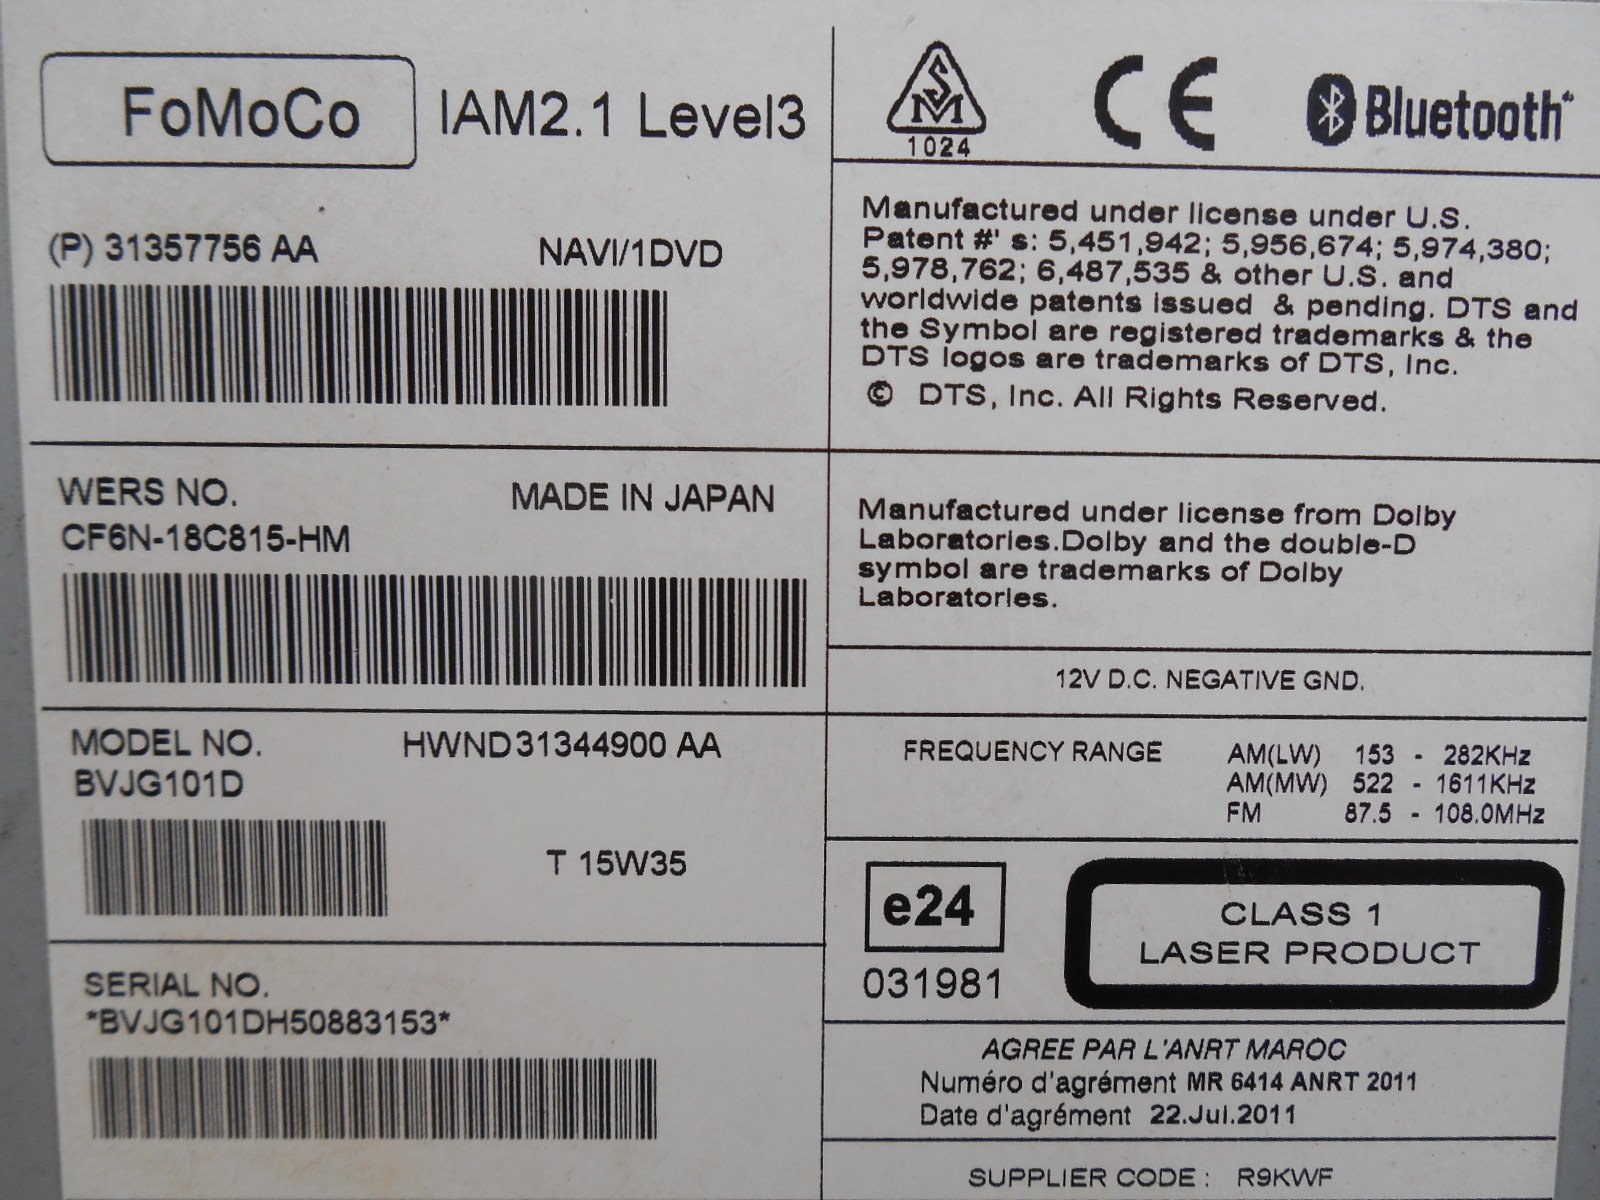 FoMoCo IAM2.1 Level3
(P) 31357756 AA NAVI/1DVD
WERS NO. MADE IN JAPAN
CF6N-18C815-HM
MODEL NO. HWND31344900 AA
BVJG101D
T 15W35
SERIAL NO.
*BVJG101DH50883153*
SM
1024
CE
Bluetooth
Manufactured under license under U.S.
Patent #' s: 5,451,942; 5,956,674; 5,974,380;
5,978,762; 6,487,535 & other U.S. and
worldwide patents issued & pending. DTS and
the Symbol are registered trademarks & the
DTS logos are trademarks of DTS, Inc.
© DTS, Inc. All Rights Reserved.
Manufactured under license from Dolby
Laboratories.Dolby and the double-D
symbol are trademarks of Dolby
Laboratories.
12V D.C. NEGATIVE GND.
FREQUENCY RANGE AM(LW) 153 - 282KHz
AM(MW) 522 - 1611KHz
FM 87.5 - 108.0MHz
e24
031981
CLASS 1
LASER PRODUCT
AGREE PAR L'ANRT MAROC
Numéro d'agrément MR 6414 ANRT 2011
Date d'agrément 22.Jul.2011
SUPPLIER CODE : R9KWF